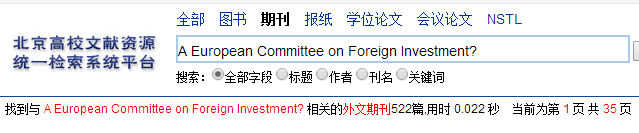 全部 图书 期刊 报纸 学位论文 会议论文 NSTL
北京高校文献资源
统一检索系统平台
A European Committee on Foreign Investment?
搜索: 全部字段 标题 作者 刊名 关键词
找到与 A European Committee on Foreign Investment? 相关的外文期刊522篇,用时 0.022 秒 当前为第 1 页 共 35 页